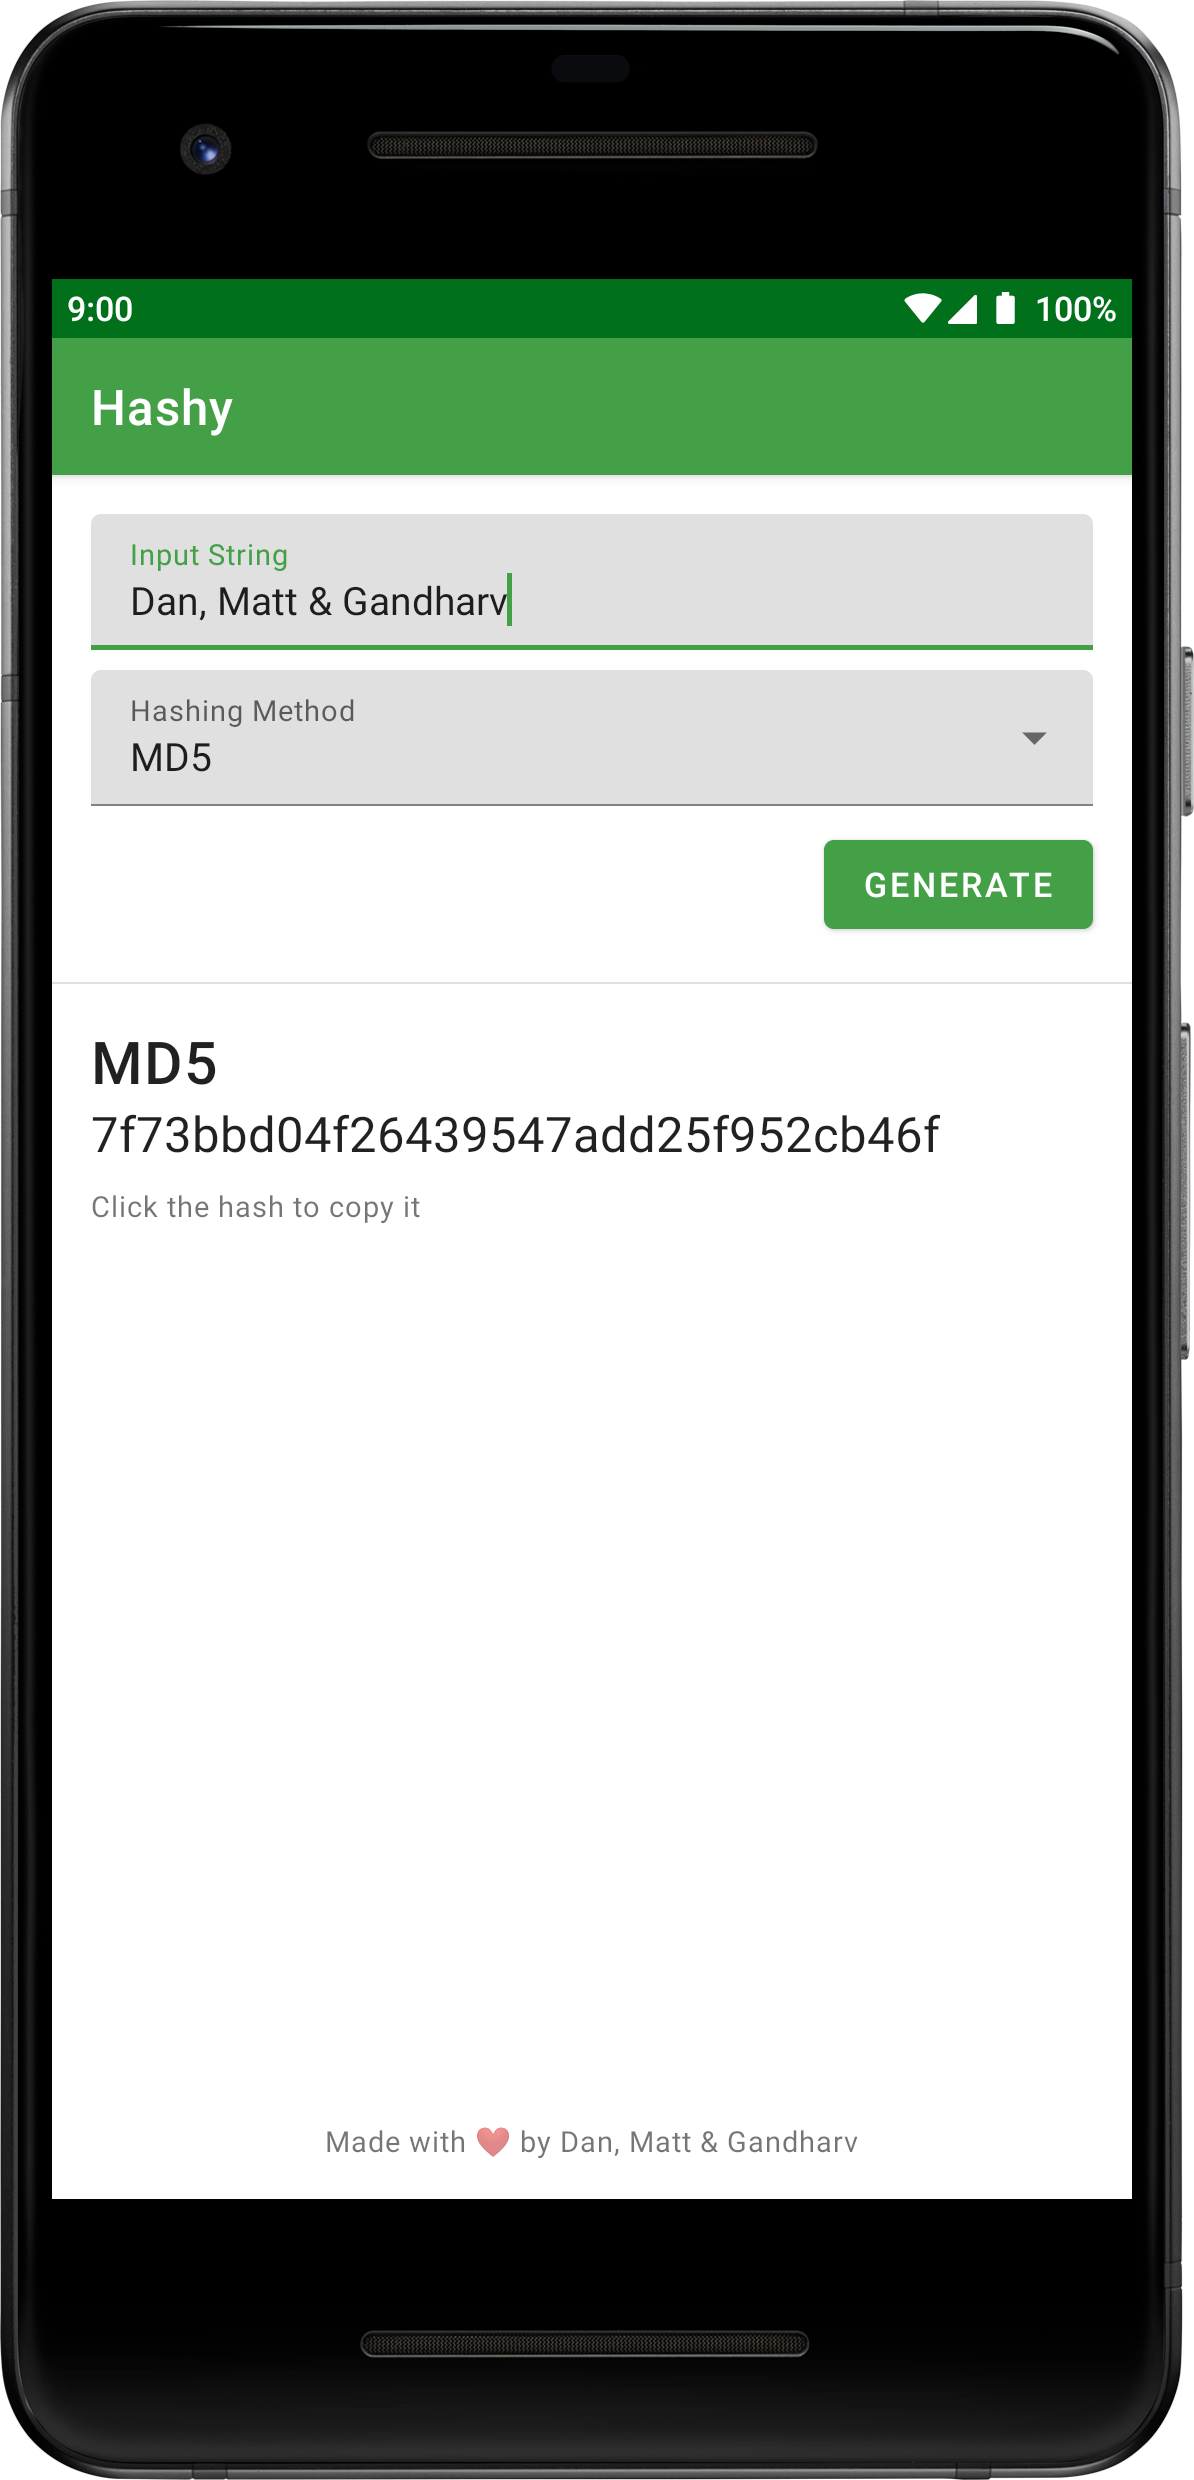 9:00 100%
Hashy
Input String
Dan, Matt & Gandharv
Hashing Method
MD5
GENERATE
MD5
7f73bbd04f26439547add25f952cb46f
Click the hash to copy it
Made with ❤️ by Dan, Matt & Gandharv